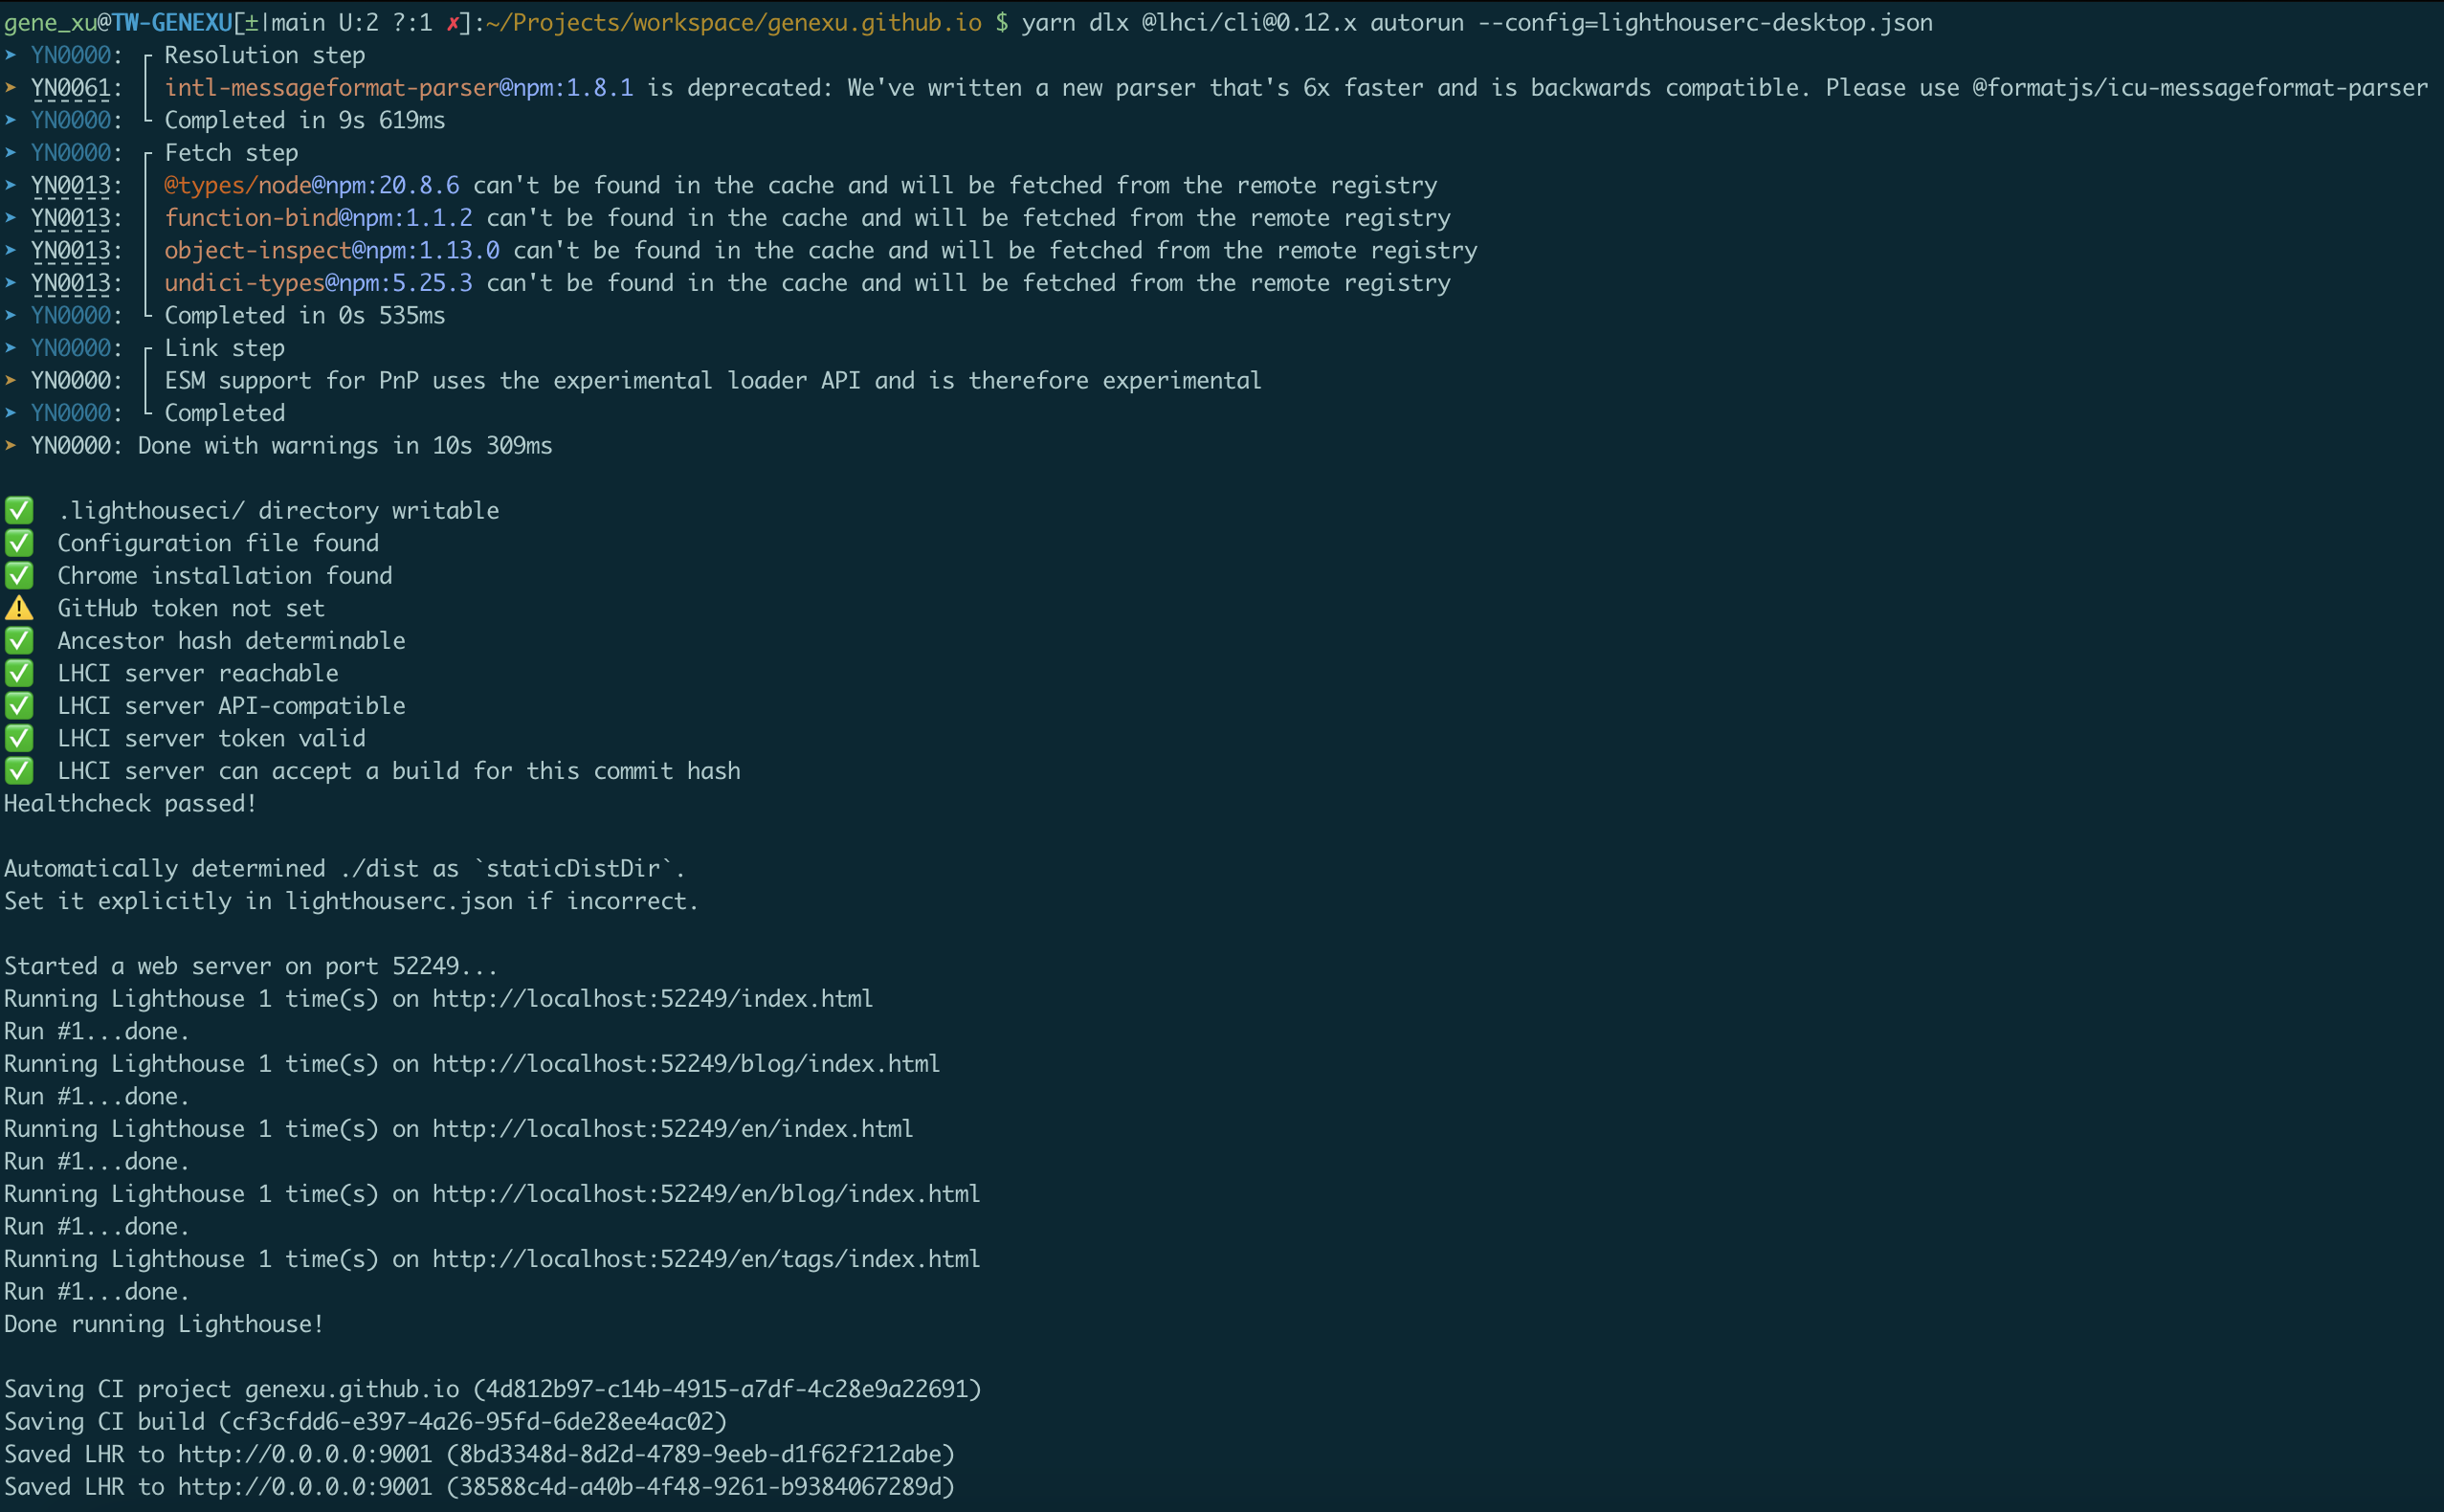 gene_xu@TW-GENEXU[±|main U:2 ?:1 ✗]:~/Projects/workspace/genexu.github.io $ yarn dlx @lhci/cli@0.12.x autorun --config=lighthouserc-desktop.json
➤ YN0000: ┌ Resolution step
➤ YN0061: │ intl-messageformat-parser@npm:1.8.1 is deprecated: We've written a new parser that's 6x faster and is backwards compatible. Please use @formatjs/icu-messageformat-parser
➤ YN0000: └ Completed in 9s 619ms
➤ YN0000: ┌ Fetch step
➤ YN0013: │ @types/node@npm:20.8.6 can't be found in the cache and will be fetched from the remote registry
➤ YN0013: │ function-bind@npm:1.1.2 can't be found in the cache and will be fetched from the remote registry
➤ YN0013: │ object-inspect@npm:1.13.0 can't be found in the cache and will be fetched from the remote registry
➤ YN0013: │ undici-types@npm:5.25.3 can't be found in the cache and will be fetched from the remote registry
➤ YN0000: └ Completed in 0s 535ms
➤ YN0000: ┌ Link step
➤ YN0000: │ ESM support for PnP uses the experimental loader API and is therefore experimental
➤ YN0000: └ Completed
➤ YN0000: Done with warnings in 10s 309ms
✅ .lighthouseci/ directory writable
✅ Configuration file found
✅ Chrome installation found
⚠️ GitHub token not set
✅ Ancestor hash determinable
✅ LHCI server reachable
✅ LHCI server API-compatible
✅ LHCI server token valid
✅ LHCI server can accept a build for this commit hash
Healthcheck passed!
Automatically determined ./dist as `staticDistDir`.
Set it explicitly in lighthouserc.json if incorrect.
Started a web server on port 52249...
Running Lighthouse 1 time(s) on http://localhost:52249/index.html
Run #1...done.
Running Lighthouse 1 time(s) on http://localhost:52249/blog/index.html
Run #1...done.
Running Lighthouse 1 time(s) on http://localhost:52249/en/index.html
Run #1...done.
Running Lighthouse 1 time(s) on http://localhost:52249/en/blog/index.html
Run #1...done.
Running Lighthouse 1 time(s) on http://localhost:52249/en/tags/index.html
Run #1...done.
Done running Lighthouse!
Saving CI project genexu.github.io (4d812b97-c14b-4915-a7df-4c28e9a22691)
Saving CI build (cf3cfdd6-e397-4a26-95fd-6de28ee4ac02)
Saved LHR to http://0.0.0.0:9001 (8bd3348d-8d2d-4789-9eeb-d1f62f212abe)
Saved LHR to http://0.0.0.0:9001 (38588c4d-a40b-4f48-9261-b9384067289d)